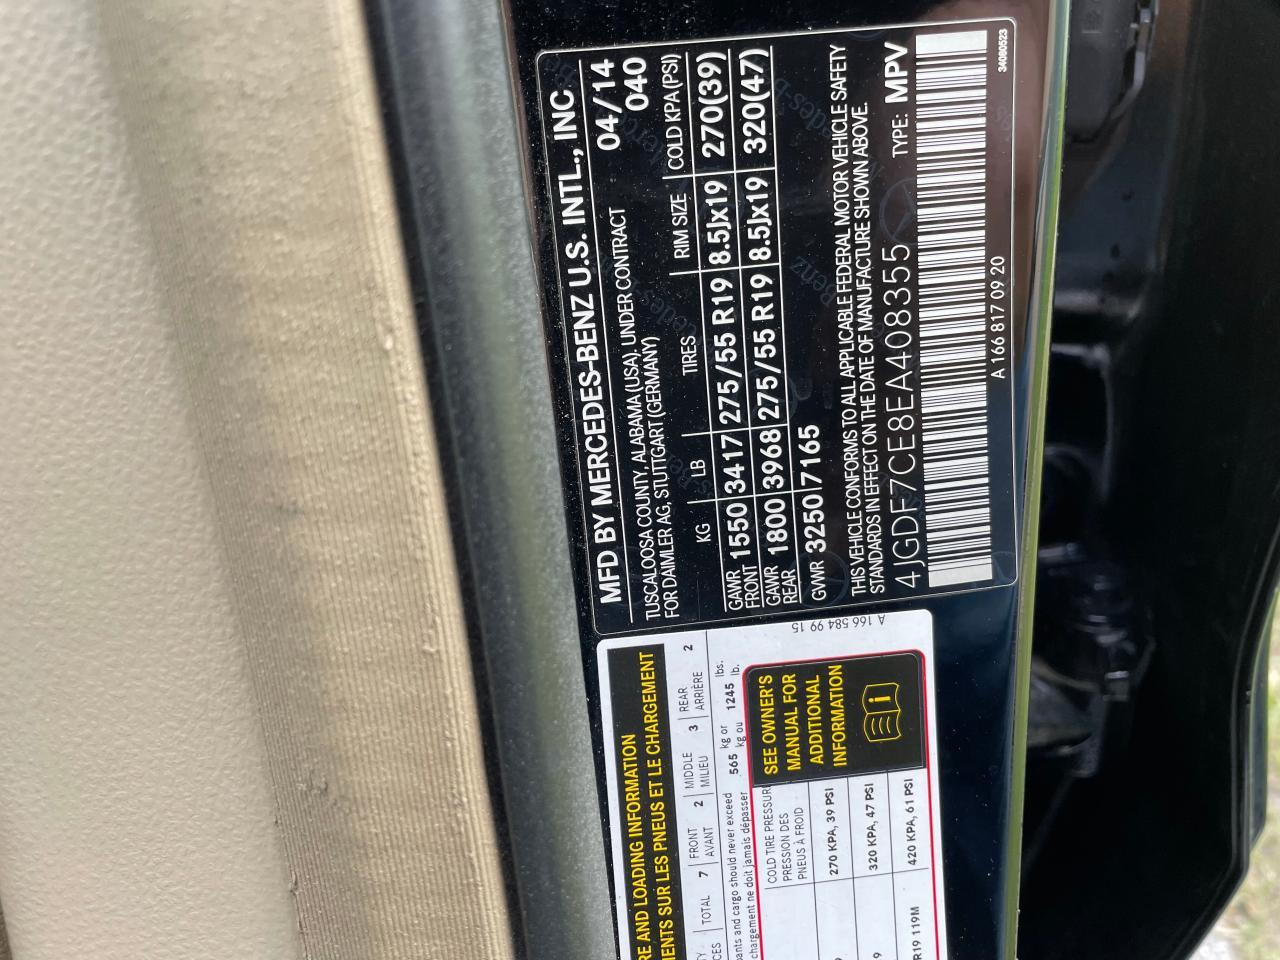 MFD BY MERCEDES-BENZ U.S. INTL., INC
TUSCALOOSA COUNTY, ALABAMA (USA). UNDER CONTRACT 04/14
FOR DAIMLER AG, STUTTGART (GERMANY) 040
KG LB TIRES RIM SIZE COLD KPA (PSI)
GAWR FRONT 1550 3417 275/55 R19 8.5Jx19 270(39)
GAWR REAR 1800 3968 275/55 R19 8.5Jx19 320(47)
GVWR 3250 7165
THIS VEHICLE CONFORMS TO ALL APPLICABLE FEDERAL MOTOR VEHICLE SAFETY
STANDARDS IN EFFECT ON THE DATE OF MANUFACTURE SHOWN ABOVE.
4JGDF7CE8EA408355 TYPE: MPV
A 166 817 09 20
34080523
RE AND LOADING INFORMATION
MENTS SUR LES PNEUS ET LE CHARGEMENT
TOTAL 7 FRONT 2 MIDDLE 3 REAR 2
AVANT MILIEU ARRIÈRE
pants and cargo should never exceed 565 kg or 1245 lbs.
chargement ne doit jamais dépasser kg ou lb.
COLD TIRE PRESSURE
PRESSION DES
PNEUS À FROID
270 KPA, 39 PSI
320 KPA, 47 PSI
R19 119M 420 KPA, 61 PSI
SEE OWNER'S
MANUAL FOR
ADDITIONAL
INFORMATION
A 166 584 99 15